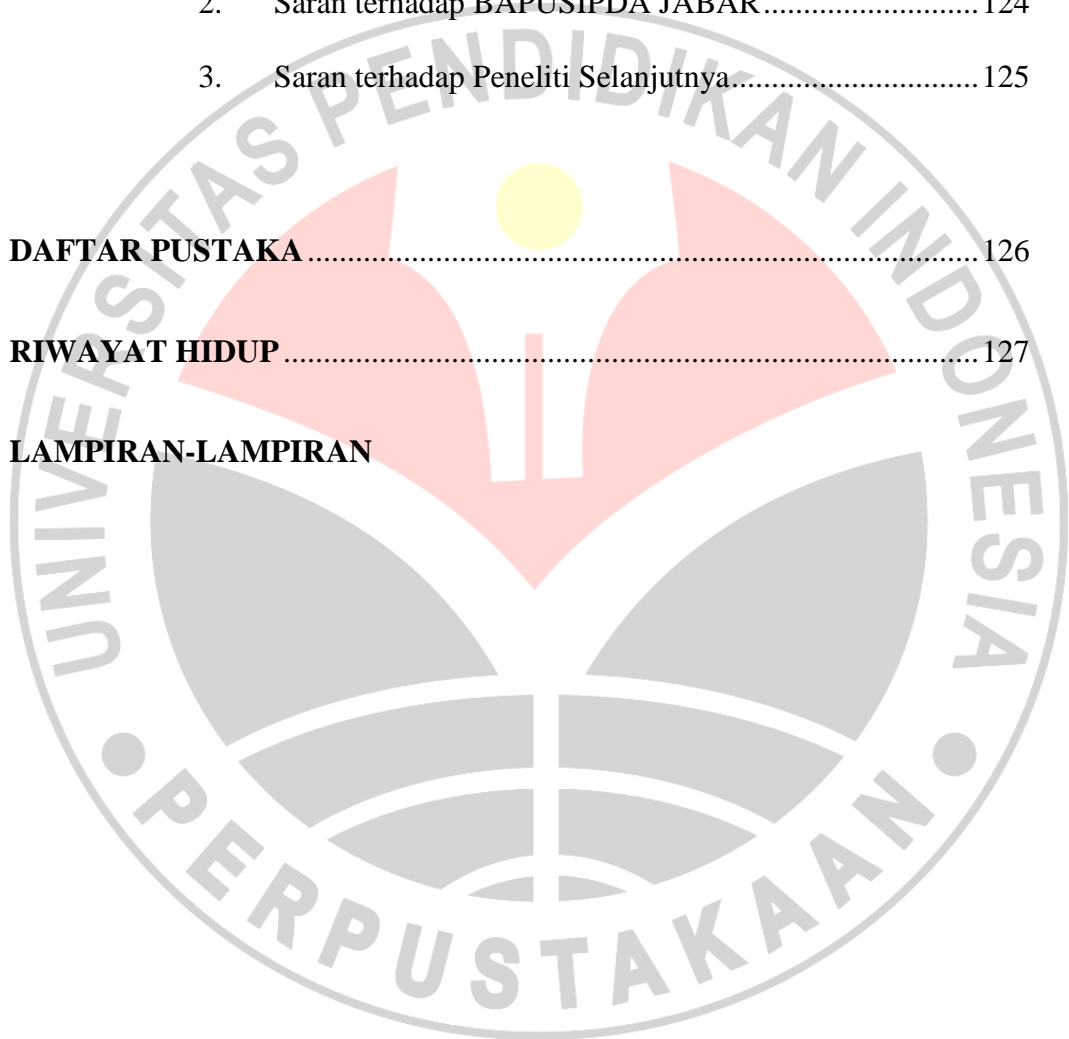 2. Saran terhadap BAPUSIPDA JABAR............................124
3. Saran terhadap Peneliti Selanjutnya................................125
DAFTAR PUSTAKA.......................................................................................126
RIWAYAT HIDUP..........................................................................................127
LAMPIRAN-LAMPIRAN
UNIVERSITAS PENDIDIKAN INDONESIA
PERPUSTAKAAN